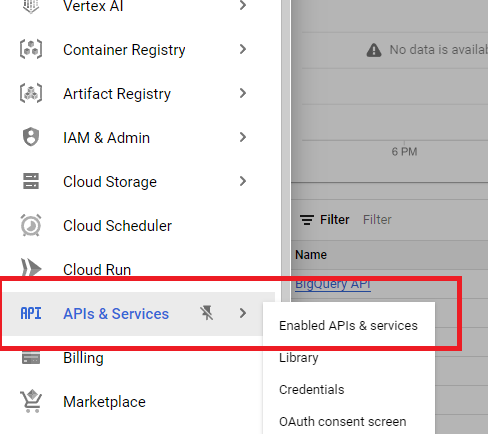 Vertex AI
Container Registry
Artifact Registry
IAM & Admin
Cloud Storage
Cloud Scheduler
Cloud Run
API APIs & Services
Billing
Marketplace
Enabled APIs & services
Library
Credentials
OAuth consent screen
No data is availab
6 PM
Filter Filter
Name
BigQuery API